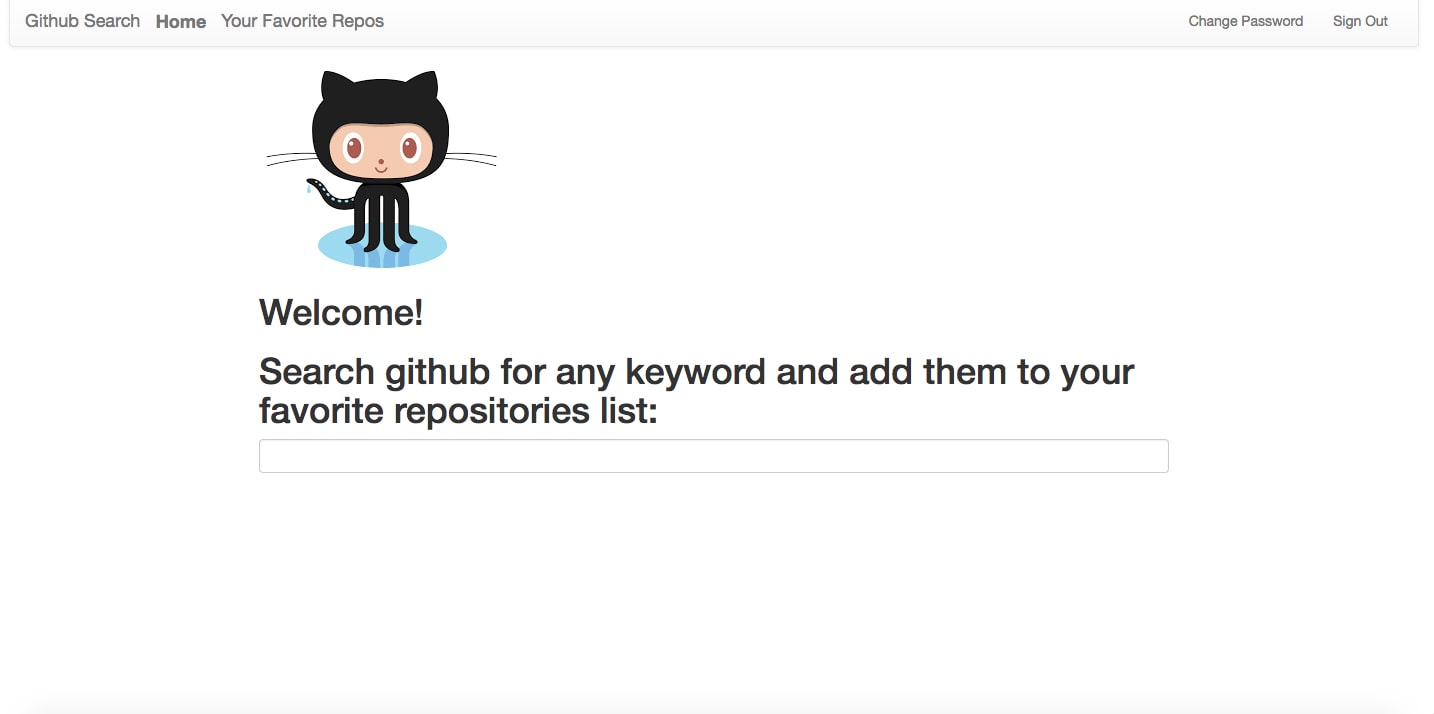 Github Search Home Your Favorite Repos Change Password Sign Out
Welcome!
Search github for any keyword and add them to your
favorite repositories list: